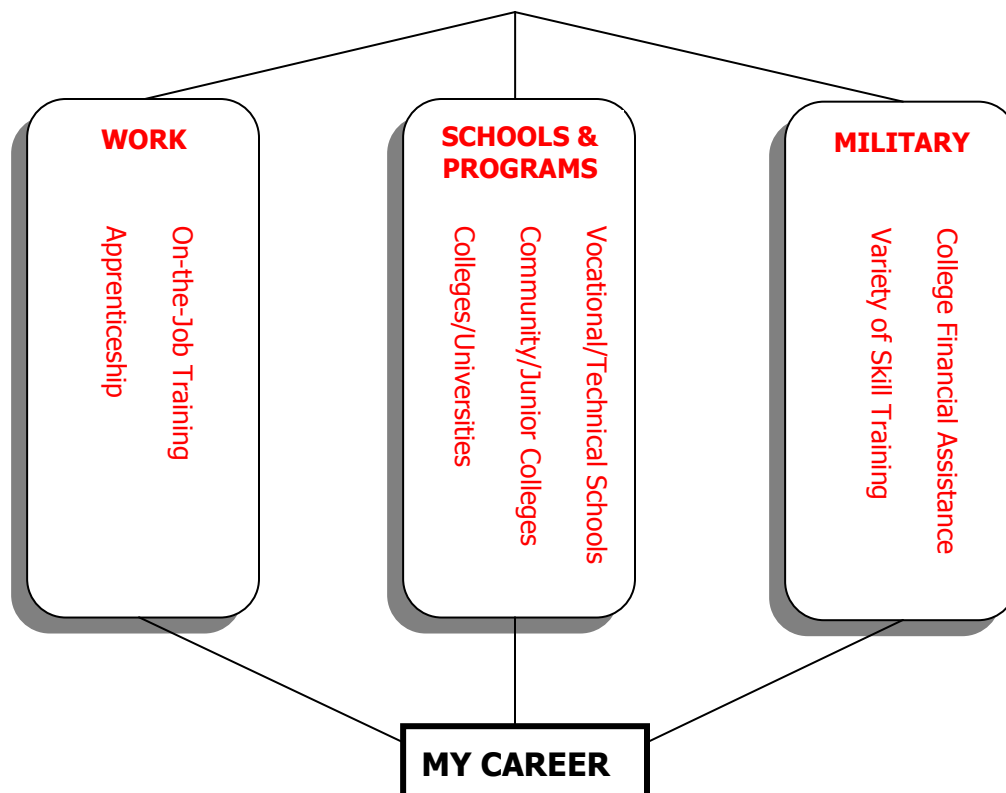 WORK
On-the-Job Training
Apprenticeship
SCHOOLS &
PROGRAMS
Vocational/Technical Schools
Community/Junior Colleges
Colleges/Universities
MILITARY
College Financial Assistance
Variety of Skill Training
MY CAREER